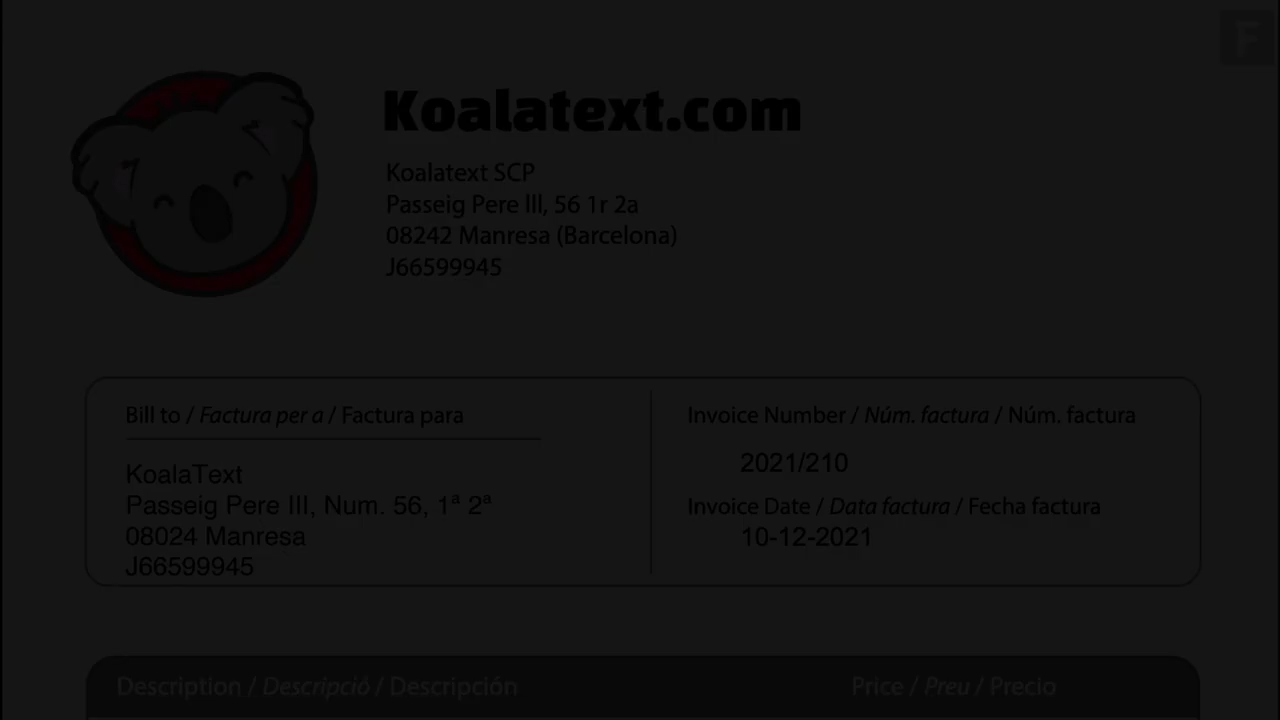 F
Koalatext.com
Koalatext SCP
Passeig Pere lll, 56 1r 2a
08242 Manresa (Barcelona)
J66599945
Bill to / Factura per a / Factura para
KoalaText
Passeig Pere III, Num. 56, 1ª 2ª
08024 Manresa
J66599945
Invoice Number / Núm. factura / Núm. factura
2021/210
Invoice Date / Data factura / Fecha factura
10-12-2021
Description / Descripció / Descripción Price / Preu / Precio